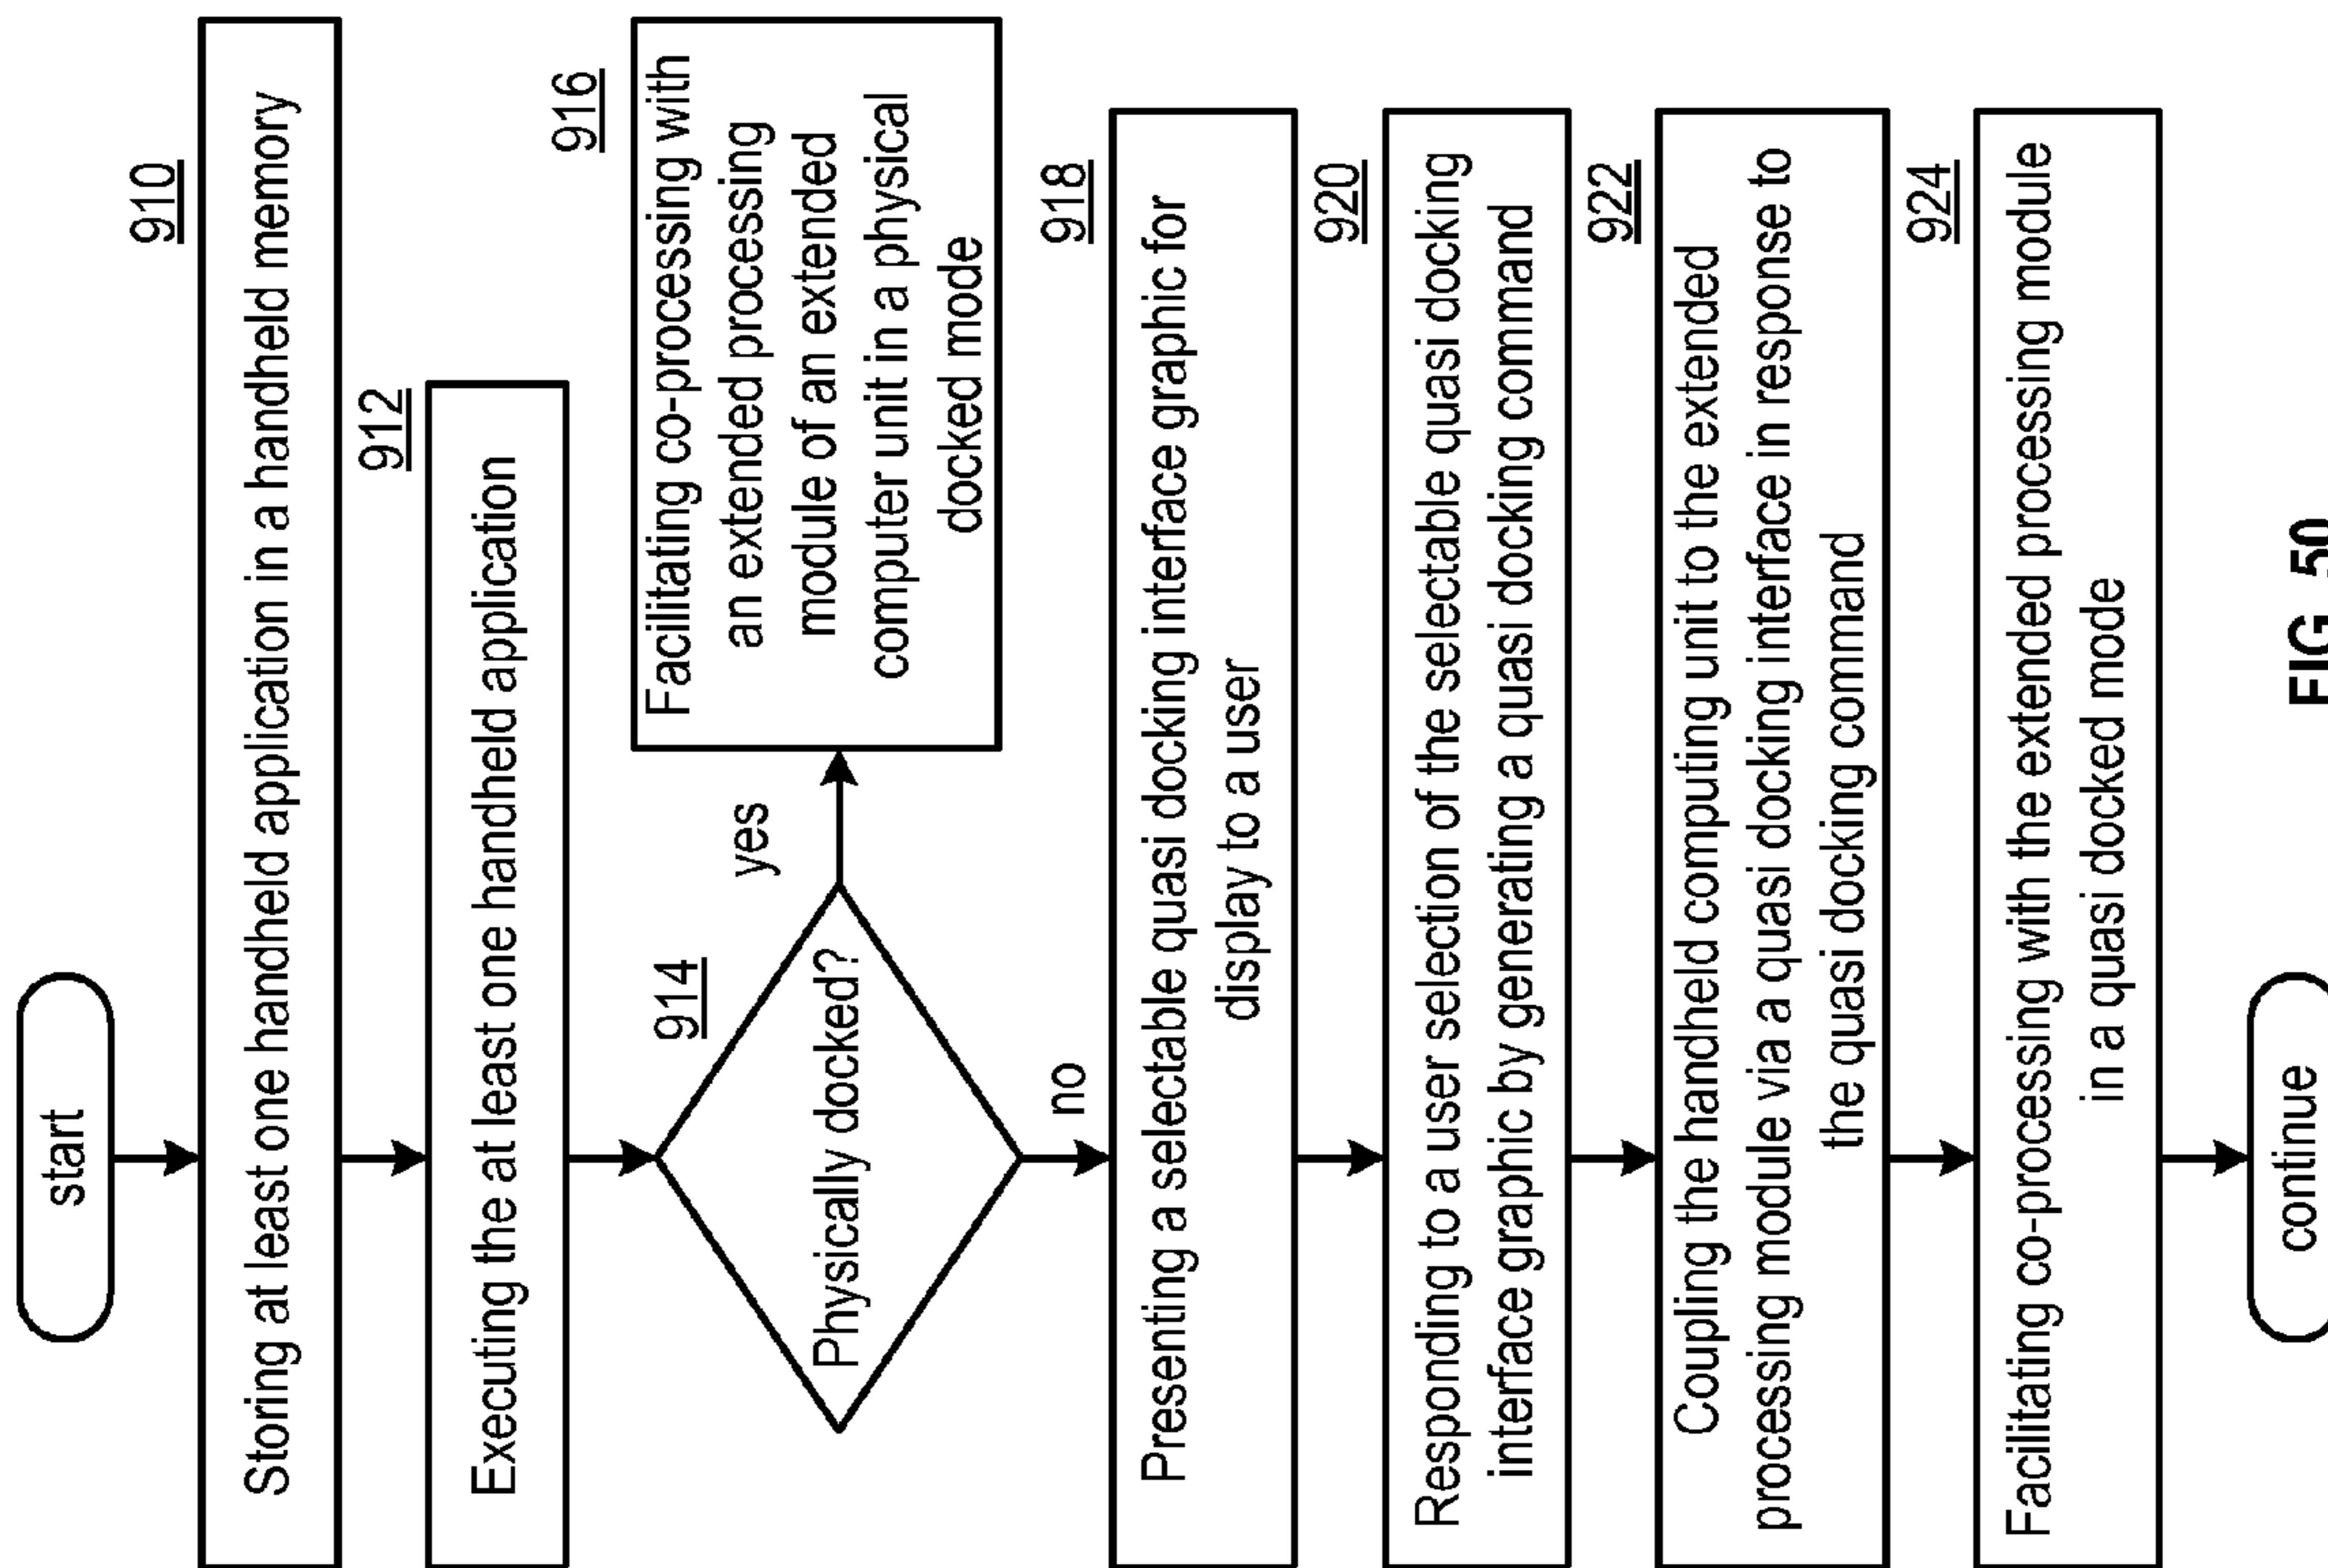 start
910
Storing at least one handheld application in a handheld memory
912
Executing the at least one handheld application
914
Physically docked?
yes
916
Facilitating co-processing with
an extended processing
module of an extended
computer unit in a physical
docked mode
no
918
Presenting a selectable quasi docking interface graphic for
display to a user
920
Responding to a user selection of the selectable quasi docking
interface graphic by generating a quasi docking command
922
Coupling the handheld computing unit to the extended
processing module via a quasi docking interface in response to
the quasi docking command
924
Facilitating co-processing with the extended processing module
in a quasi docked mode
continue
FIG. 50